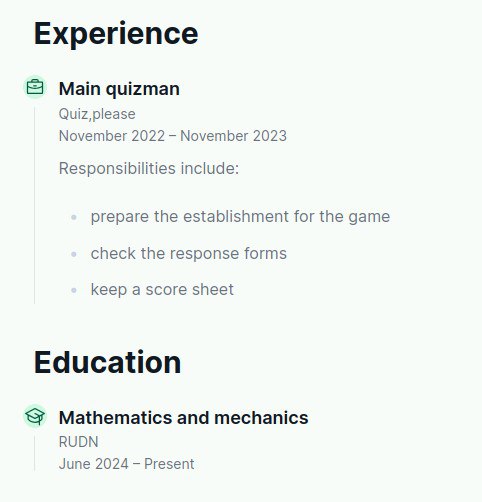 Experience
Main quizman
Quiz,please
November 2022 – November 2023
Responsibilities include:
prepare the establishment for the game
check the response forms
keep a score sheet
Education
Mathematics and mechanics
RUDN
June 2024 – Present